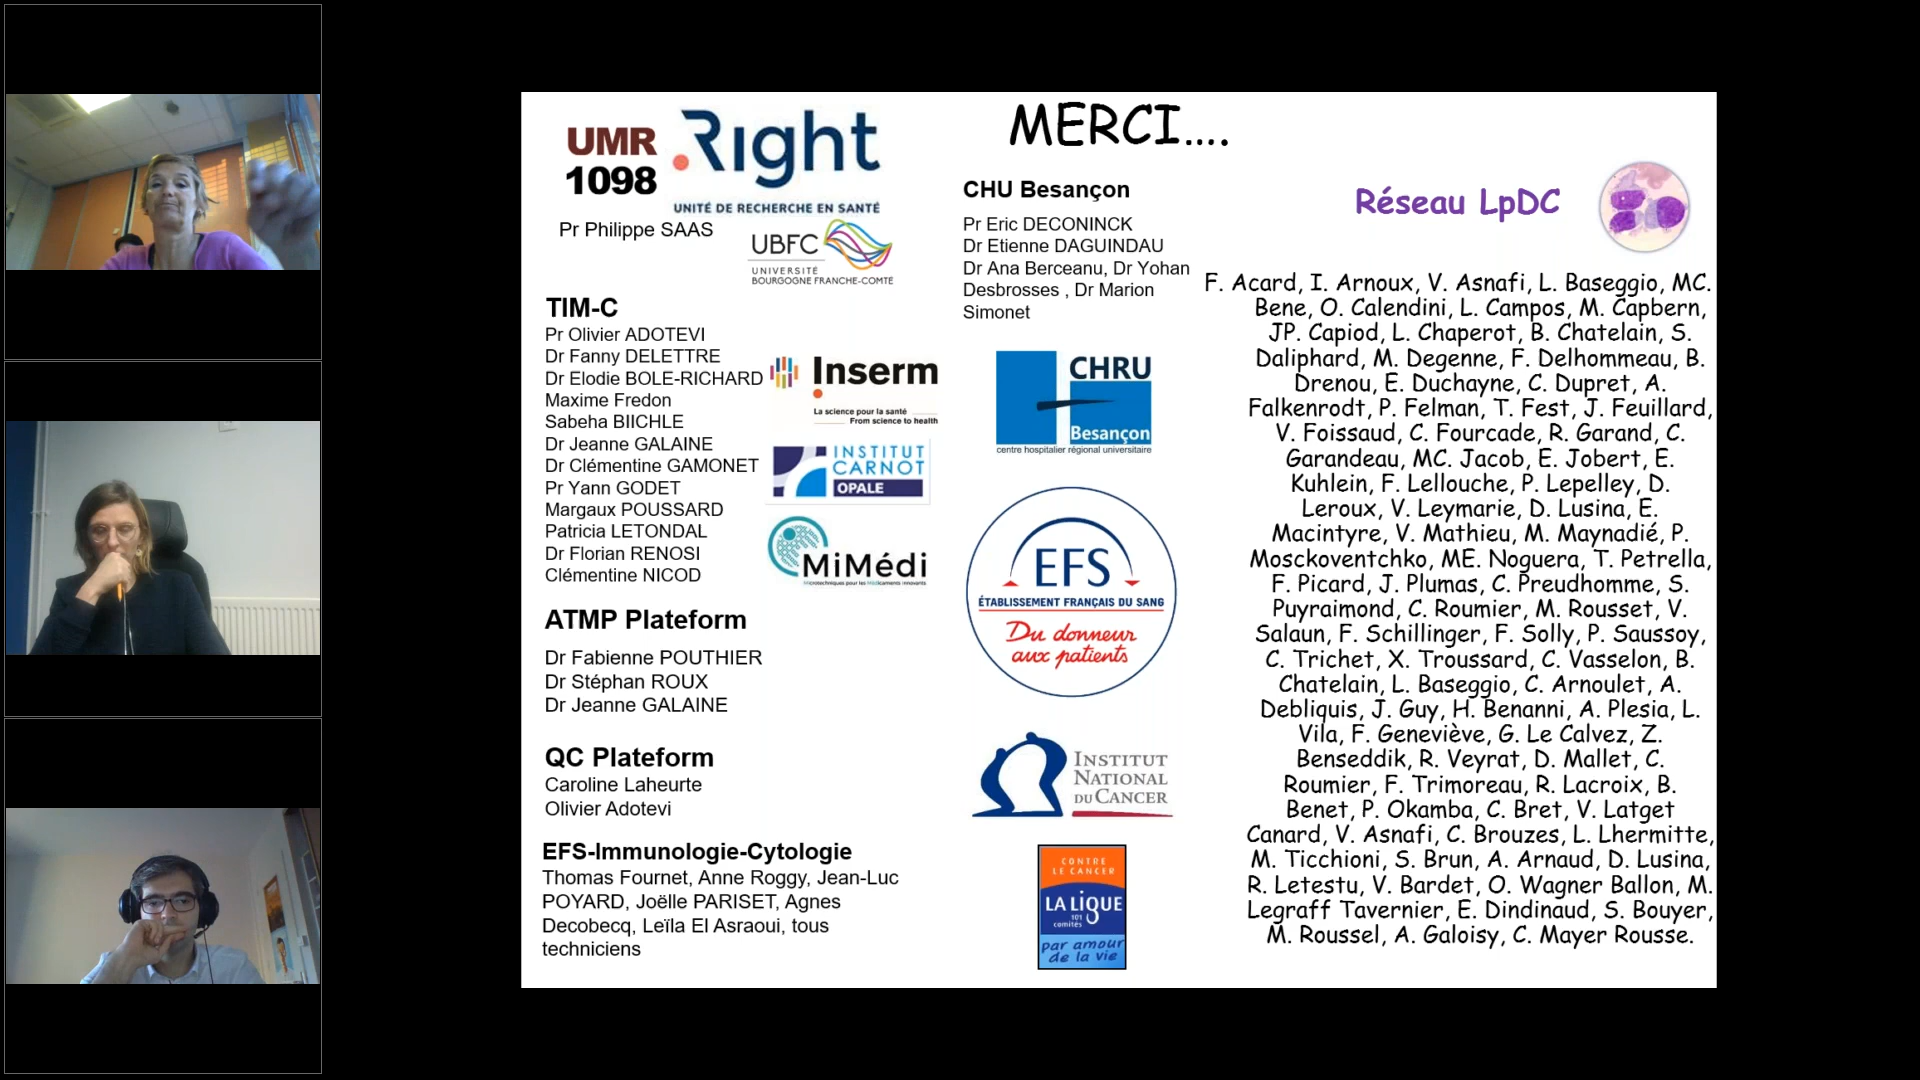 MERCI....
UMR
1098
Right
UNITÉ DE RECHERCHE EN SANTÉ
Pr Philippe SAAS
UBFC
UNIVERSITÉ
BOURGOGNE FRANCHE-COMTÉ
TIM-C
Pr Olivier ADOTEVI
Dr Fanny DELETTRE
Dr Elodie BOLE-RICHARD
Maxime Fredon
Sabeha BIICHLE
Dr Jeanne GALAINE
Dr Clémentine GAMONET
Pr Yann GODET
Margaux POUSSARD
Patricia LETONDAL
Dr Florian RENOSI
Clémentine NICOD
Inserm
La science pour la santé
From science to health
INSTITUT
CARNOT
OPALE
MiMédi
Microtechniques pour les Médicaments Innovants
ATMP Plateform
Dr Fabienne POUTHIER
Dr Stéphan ROUX
Dr Jeanne GALAINE
QC Plateform
Caroline Laheurte
Olivier Adotevi
EFS-Immunologie-Cytologie
Thomas Fournet, Anne Roggy, Jean-Luc
POYARD, Joëlle PARISET, Agnes
Decobecq, Leïla El Asraoui, tous
techniciens
CHU Besançon
Pr Eric DECONINCK
Dr Etienne DAGUINDAU
Dr Ana Berceanu, Dr Yohan
Desbrosses , Dr Marion
Simonet
CHRU
Besançon
centre hospitalier régional universitaire
EFS
ÉTABLISSEMENT FRANÇAIS DU SANG
Du donneur
aux patients
INSTITUT
NATIONAL
DU CANCER
CONTRE
LE CANCER
LA LIGUE
101
comités
par amour
de la vie
Réseau LpDC
F. Acard, I. Arnoux, V. Asnafi, L. Baseggio, MC.
Bene, O. Calendini, L. Campos, M. Capbern,
JP. Capiod, L. Chaperot, B. Chatelain, S.
Daliphard, M. Degenne, F. Delhommeau, B.
Drenou, E. Duchayne, C. Dupret, A.
Falkenrodt, P. Felman, T. Fest, J. Feuillard,
V. Foissaud, C. Fourcade, R. Garand, C.
Garandeau, MC. Jacob, E. Jobert, E.
Kuhlein, F. Lellouche, P. Lepelley, D.
Leroux, V. Leymarie, D. Lusina, E.
Macintyre, V. Mathieu, M. Maynadié, P.
Mosckoventchko, ME. Noguera, T. Petrella,
F. Picard, J. Plumas, C. Preudhomme, S.
Puyraimond, C. Roumier, M. Rousset, V.
Salaun, F. Schillinger, F. Solly, P. Saussoy,
C. Trichet, X. Troussard, C. Vasselon, B.
Chatelain, L. Baseggio, C. Arnoulet, A.
Debliquis, J. Guy, H. Benanni, A. Plesia, L.
Vila, F. Geneviève, G. Le Calvez, Z.
Benseddik, R. Veyrat, D. Mallet, C.
Roumier, F. Trimoreau, R. Lacroix, B.
Benet, P. Okamba, C. Bret, V. Latget
Canard, V. Asnafi, C. Brouzes, L. Lhermitte,
M. Ticchioni, S. Brun, A. Arnaud, D. Lusina,
R. Letestu, V. Bardet, O. Wagner Ballon, M.
Legraff Tavernier, E. Dindinaud, S. Bouyer,
M. Roussel, A. Galoisy, C. Mayer Rousse.